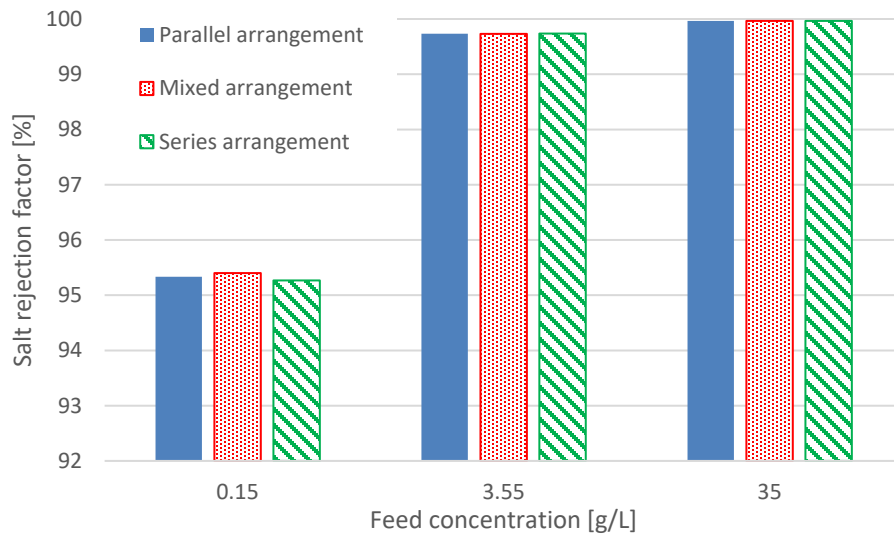 Salt rejection factor [%]
100
99
98
97
96
95
94
93
92
Parallel arrangement
Mixed arrangement
Series arrangement
0.15 3.55 35
Feed concentration [g/L]